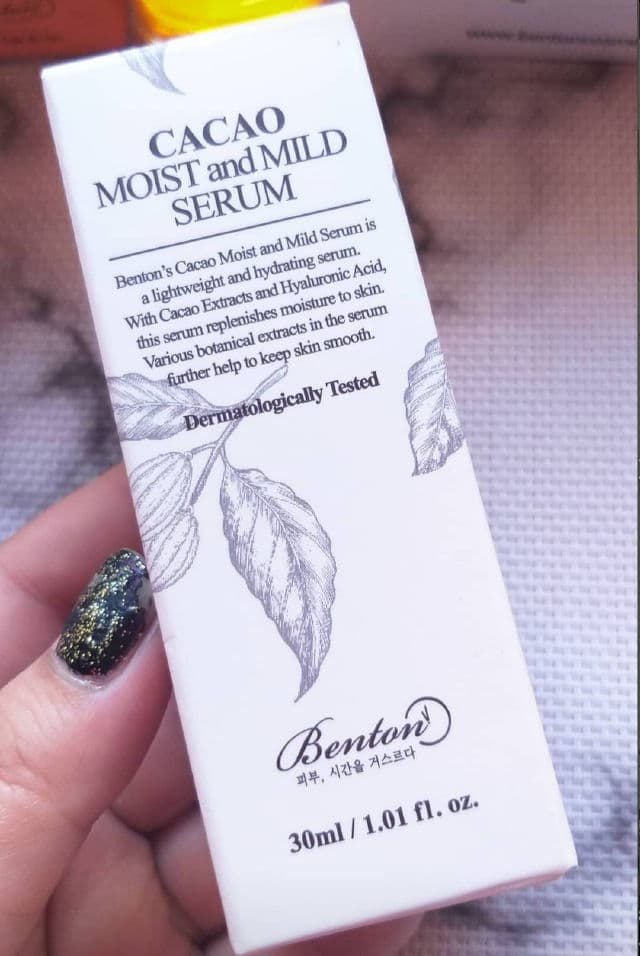 CACAO
MOIST and MILD
SERUM
Benton's Cacao Moist and Mild Serum is
a lightweight and hydrating serum.
With Cacao Extracts and Hyaluronic Acid,
this serum replenishes moisture to skin.
Various botanical extracts in the serum
further help to keep skin smooth.
Dermatologically Tested
Benton
피부, 시간을 거스르다
30ml / 1.01 fl. oz.